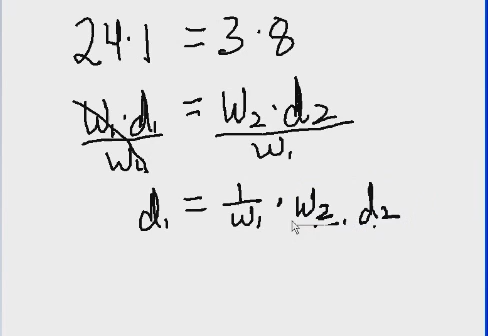 24·1 = 3·8
W₁·d₁ = W₂·d₂
W₁ W₁
d₁ = 1/W₁ · W₂ . d₂